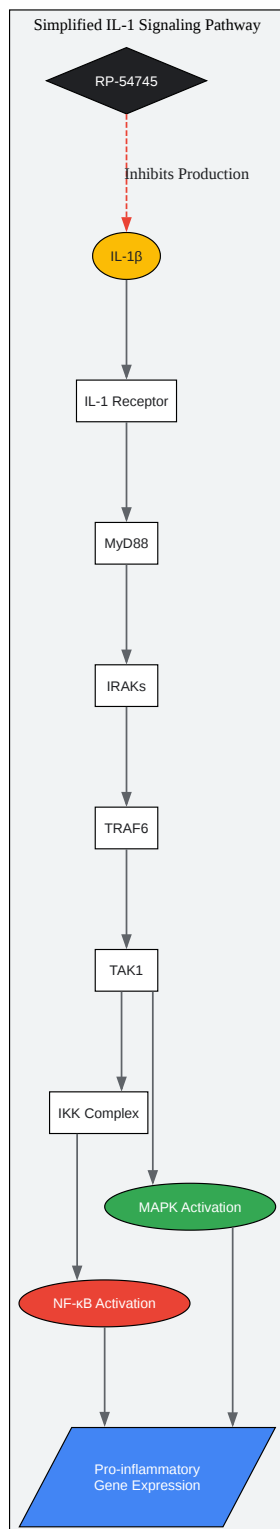 Simplified IL-1 Signaling Pathway
RP-54745
Inhibits Production
IL-1β
IL-1 Receptor
MyD88
IRAKs
TRAF6
TAK1
IKK Complex
MAPK Activation
NF-κB Activation
Pro-inflammatory
Gene Expression